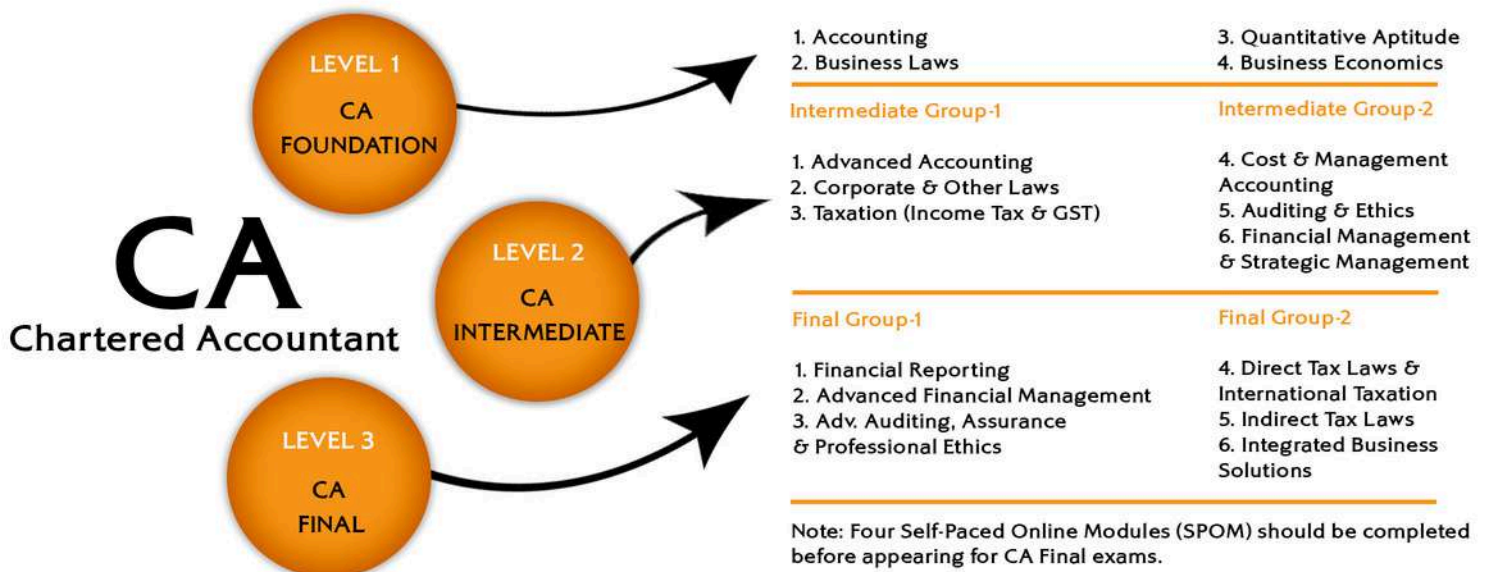 CA
Chartered Accountant
LEVEL 1
CA
FOUNDATION
1. Accounting
2. Business Laws
3. Quantitative Aptitude
4. Business Economics
LEVEL 2
CA
INTERMEDIATE
Intermediate Group-1
1. Advanced Accounting
2. Corporate & Other Laws
3. Taxation (Income Tax & GST)
Intermediate Group-2
4. Cost & Management
Accounting
5. Auditing & Ethics
6. Financial Management
& Strategic Management
LEVEL 3
CA
FINAL
Final Group-1
1. Financial Reporting
2. Advanced Financial Management
3. Adv. Auditing, Assurance
& Professional Ethics
Final Group-2
4. Direct Tax Laws &
International Taxation
5. Indirect Tax Laws
6. Integrated Business
Solutions
Note: Four Self-Paced Online Modules (SPOM) should be completed
before appearing for CA Final exams.